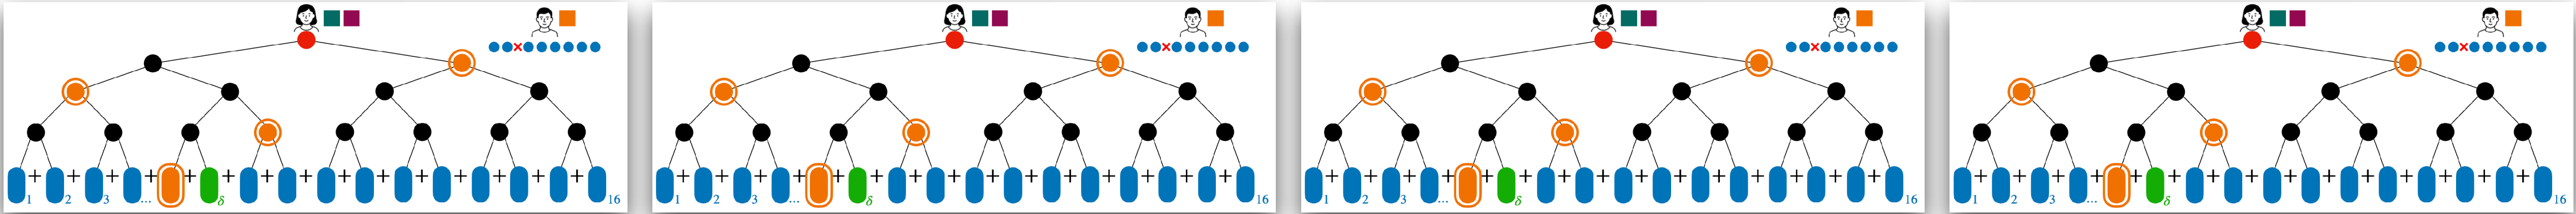 + + + + + + + + + + + + + + +
1 2 3 ... δ 16
+ + + + + + + + + + + + + + +
1 2 3 ... δ 16
+ + + + + + + + + + + + + + +
1 2 3 ... δ 16
+ + + + + + + + + + + + + + +
1 2 3 ... δ 16